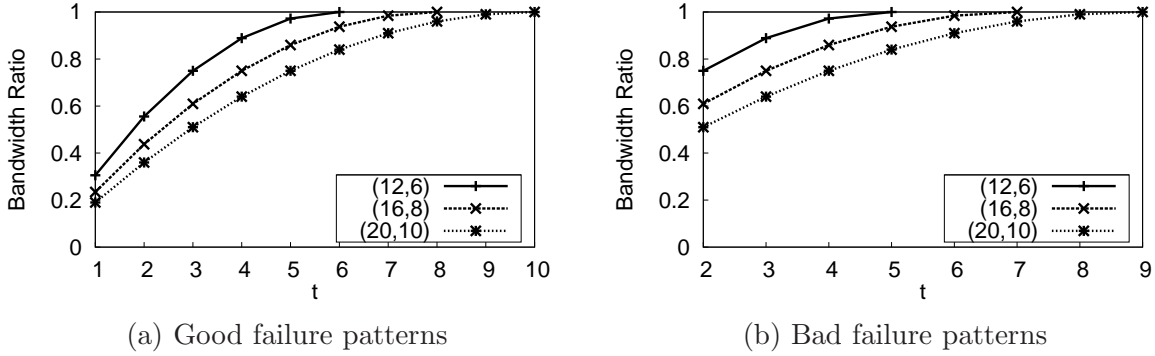 Bandwidth Ratio
1
0.8
0.6
0.4
0.2
0
1 2 3 4 5 6 7 8 9 10
t
(12,6)
(16,8)
(20,10)
(a) Good failure patterns
Bandwidth Ratio
1
0.8
0.6
0.4
0.2
0
2 3 4 5 6 7 8 9
t
(12,6)
(16,8)
(20,10)
(b) Bad failure patterns